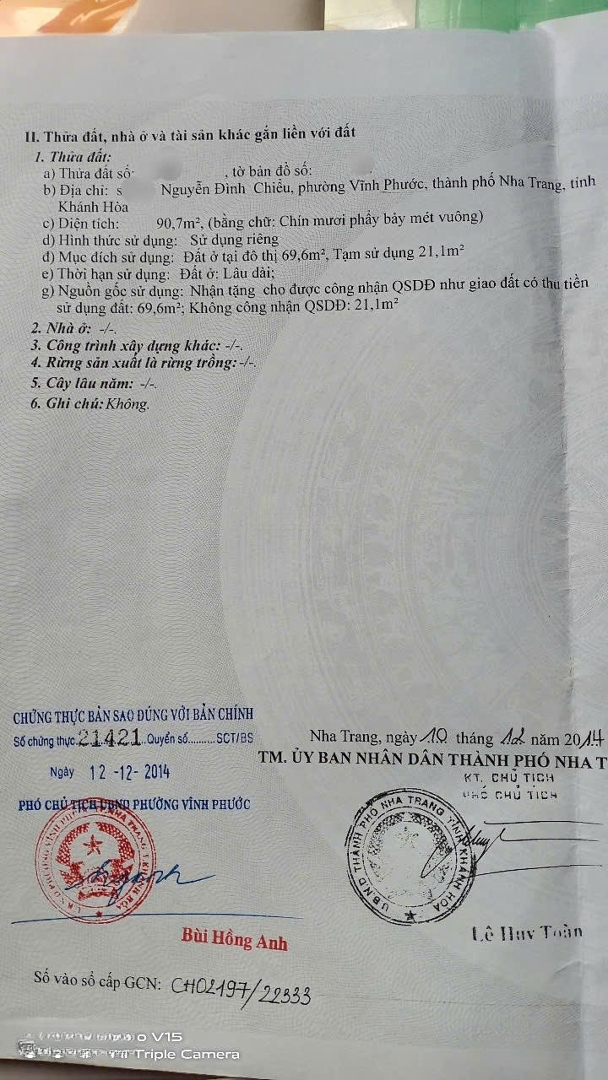 II. Thửa đất, nhà ở và tài sản khác gắn liền với đất
1. Thửa đất:
a) Thửa đất số: , tờ bản đồ số:
b) Địa chỉ: s Nguyễn Đình Chiểu, phường Vĩnh Phước, thành phố Nha Trang, tỉnh
Khánh Hòa
c) Diện tích: 90,7m², (bằng chữ: Chín mươi phẩy bảy mét vuông)
d) Hình thức sử dụng: Sử dụng riêng
đ) Mục đích sử dụng: Đất ở tại đô thị 69,6m², Tạm sử dụng 21,1m²
e) Thời hạn sử dụng: Đất ở: Lâu dài;
g) Nguồn gốc sử dụng: Nhận tặng cho được công nhận QSDĐ như giao đất có thu tiền
sử dụng đất: 69,6m²; Không công nhận QSDĐ: 21,1m²
2. Nhà ở: -/-.
3. Công trình xây dựng khác: -/-.
4. Rừng sản xuất là rừng trồng: -/-.
5. Cây lâu năm: -/-.
6. Ghi chú: Không.
CHỨNG THỰC BẢN SAO ĐÚNG VỚI BẢN CHÍNH
Số chứng thực 21421 Quyển số.........SCT/BS
Ngày 12 -12- 2014
PHÓ CHỦ TỊCH UBND PHƯỜNG VĨNH PHƯỚC
Bùi Hồng Anh
Nha Trang, ngày 10 tháng 12 năm 2014
TM. ỦY BAN NHÂN DÂN THÀNH PHỐ NHA T
KT. CHỦ TỊCH
PHÓ CHỦ TỊCH
UBND THÀNH PHỐ NHA TRANG TỈNH KHÁNH HÒA
Lê Huy Toàn
Số vào sổ cấp GCN: CH02197/22333
o V15
Triple Camera